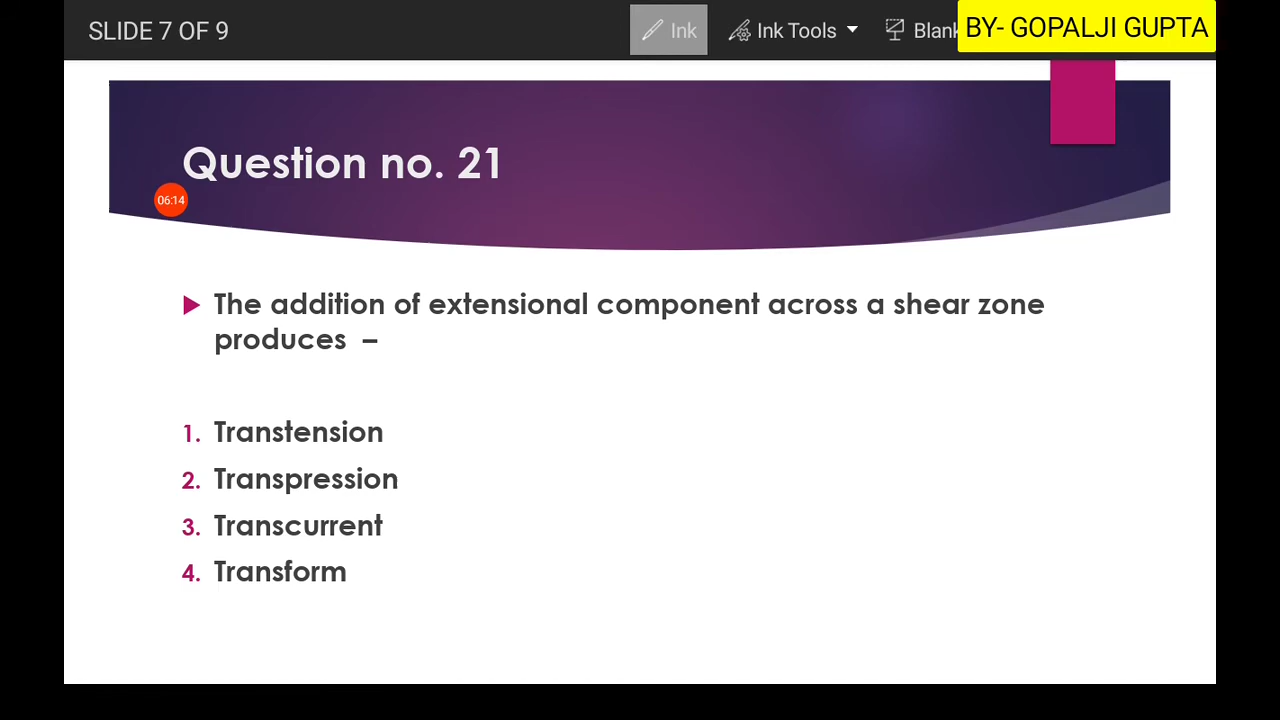 SLIDE 7 OF 9
Ink
Ink Tools
Blank
BY- GOPALJI GUPTA
Question no. 21
06:14
The addition of extensional component across a shear zone
produces –
1. Transtension
2. Transpression
3. Transcurrent
4. Transform